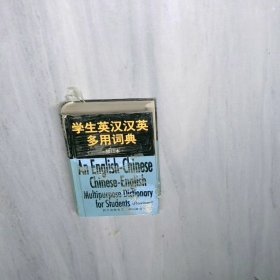 学生英汉汉英
多用词典
An English-Chinese
Chinese-English
Multipurpose Dictionary
for Students